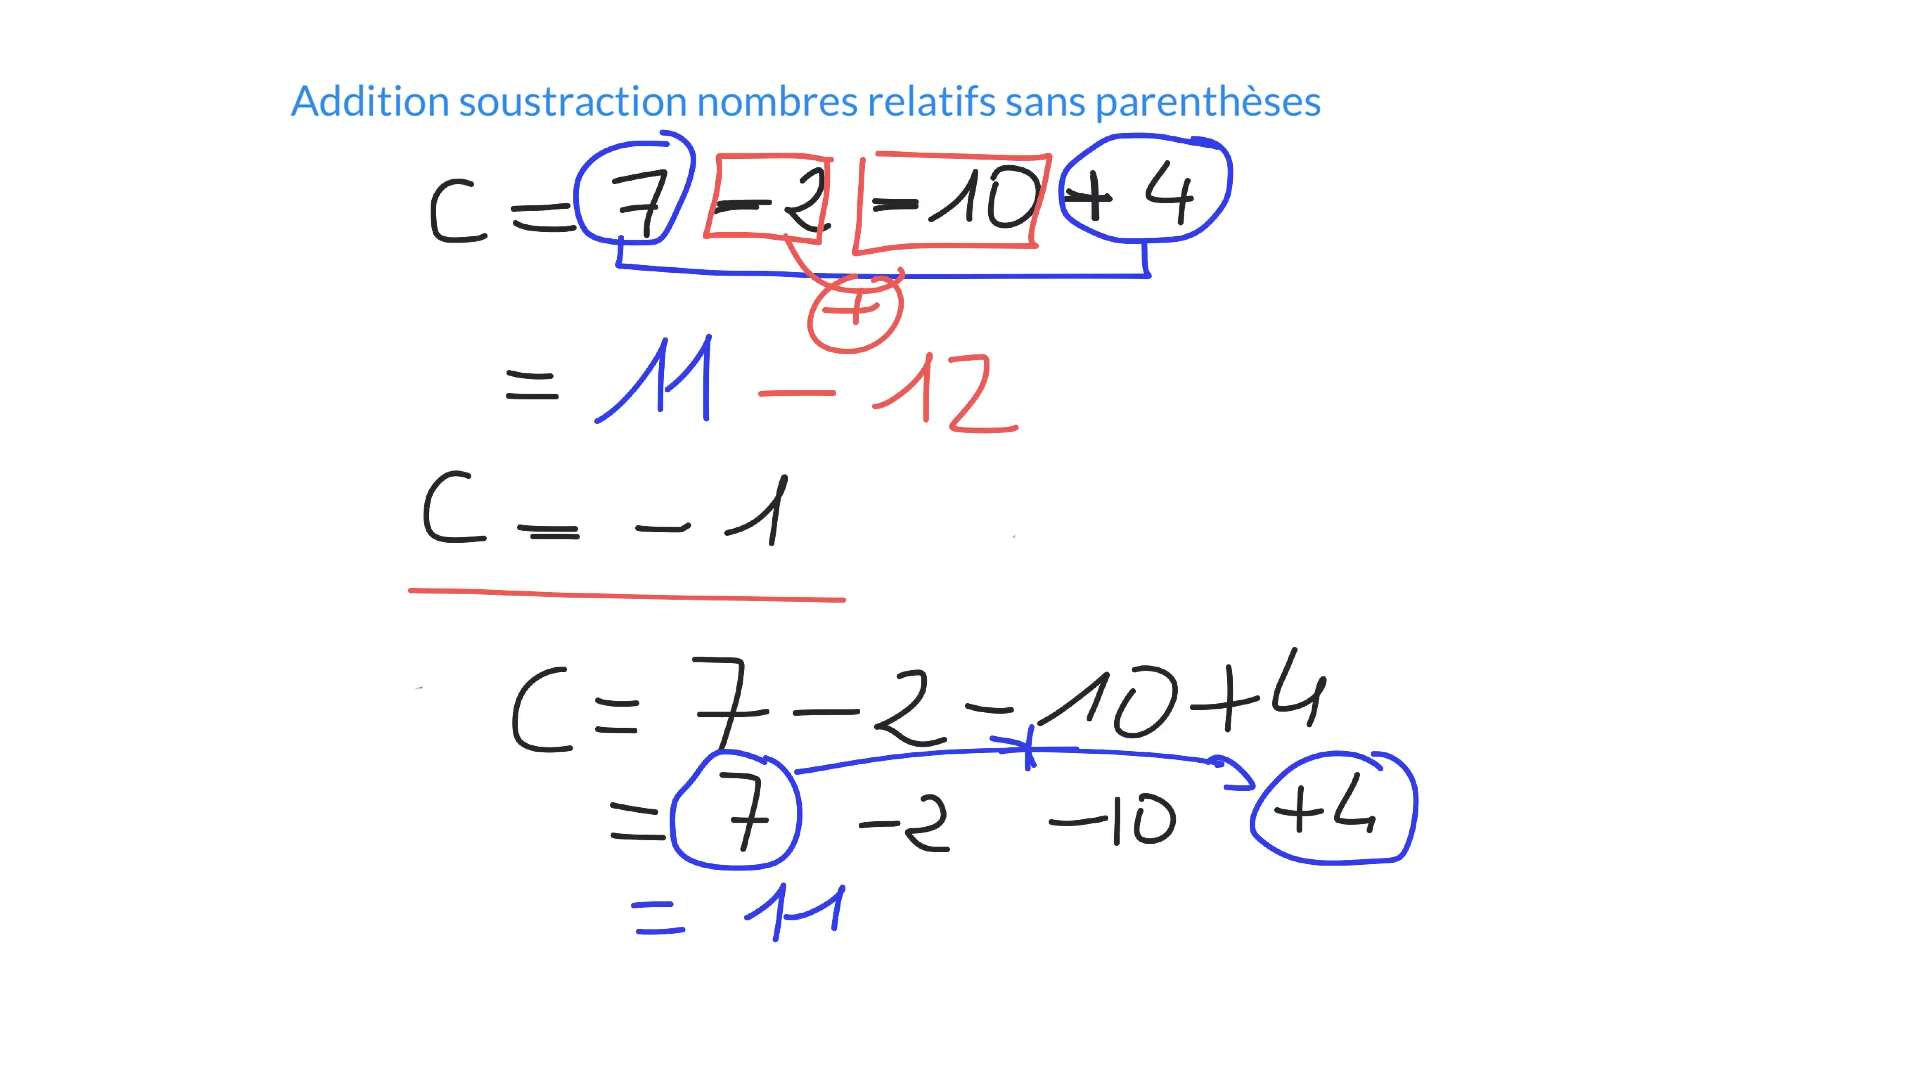 Addition soustraction nombres relatifs sans parenthèses
C = 7 - 2 - 10 + 4
+
= 11 - 12
C = - 1
C = 7 - 2 - 10 + 4
+
= 7 - 2 - 10 + 4
= 11